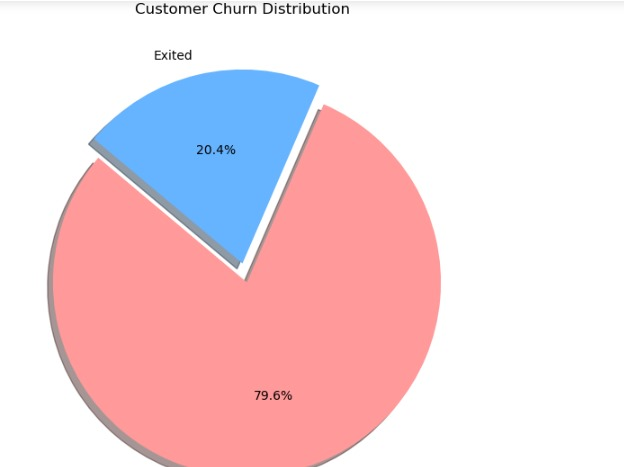 Customer Churn Distribution
Exited
20.4%
79.6%